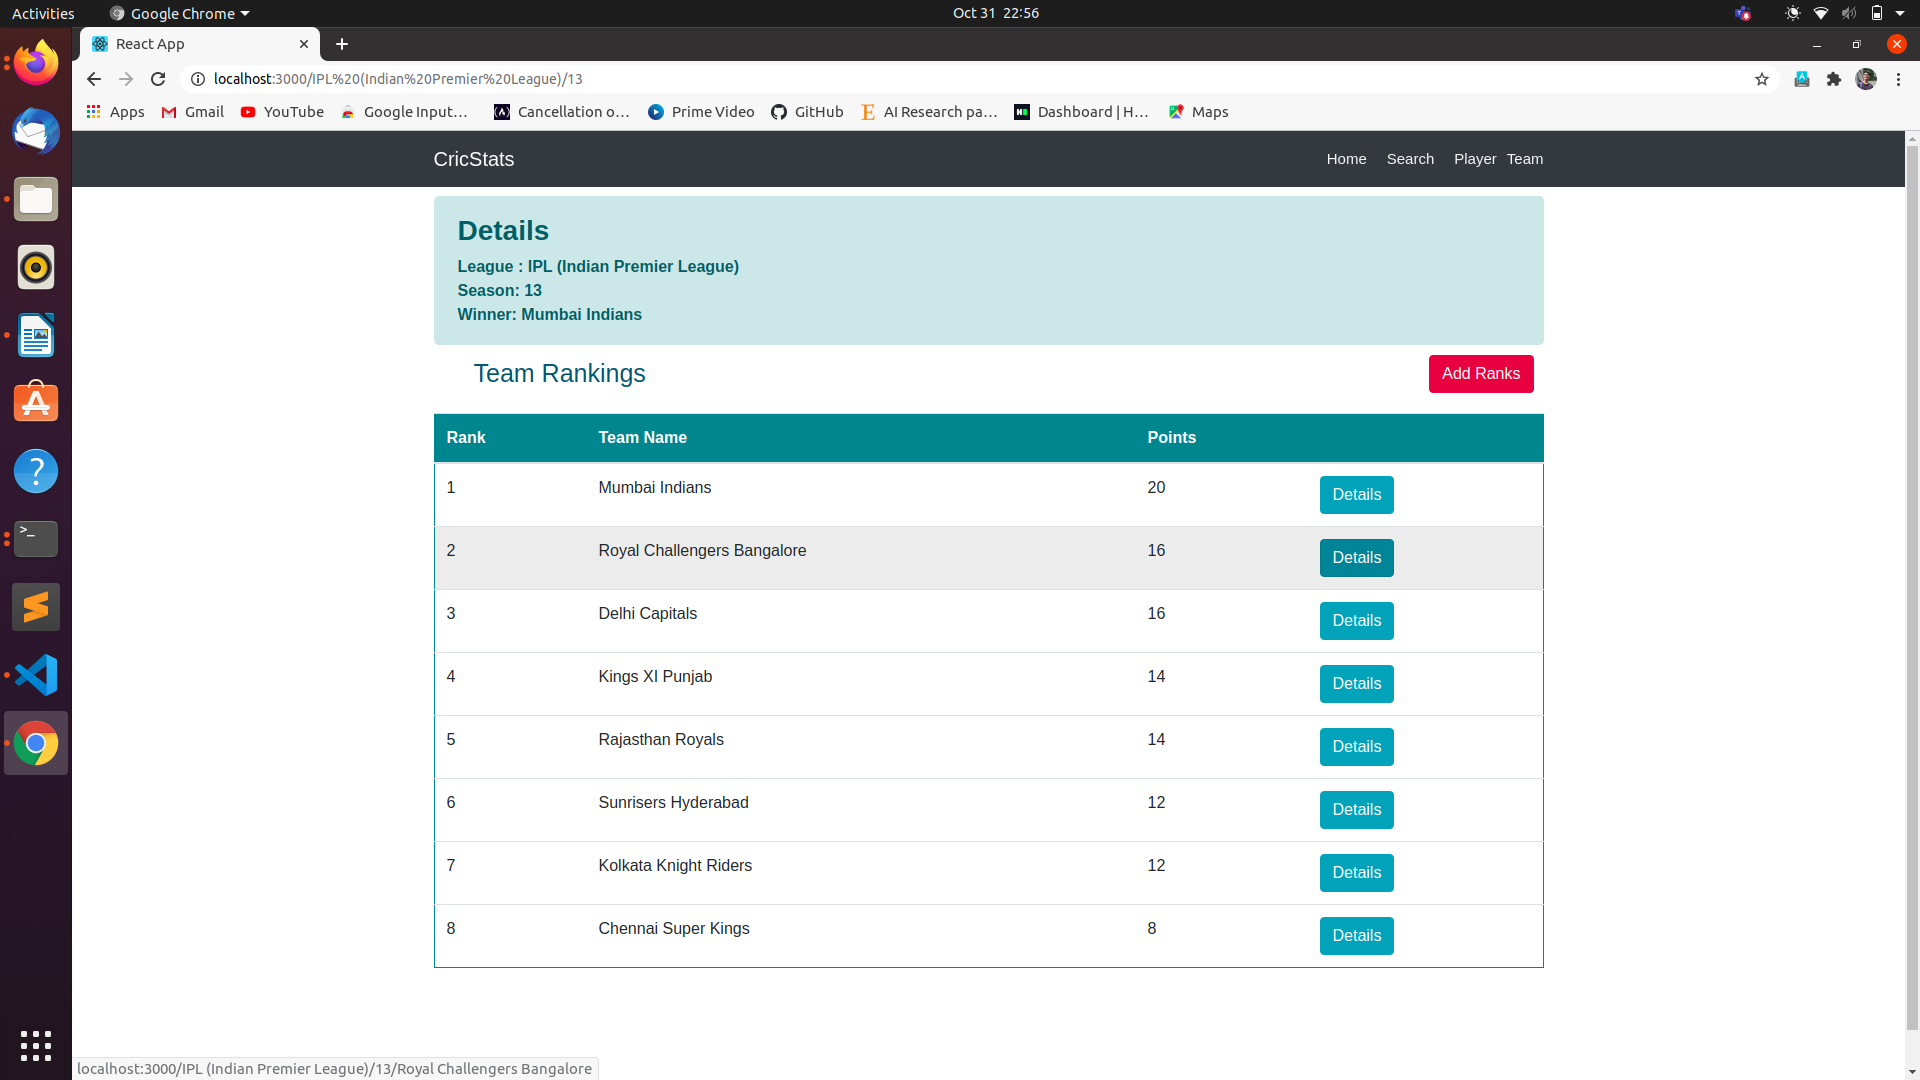 Activities
Google Chrome
Oct 31 22:56
React App
localhost:3000/IPL%20(Indian%20Premier%20League)/13
Apps
Gmail
YouTube
Google Input…
Cancellation o…
Prime Video
GitHub
AI Research pa…
Dashboard | H…
Maps
CricStats
Home Search Player Team
Details
League : IPL (Indian Premier League)
Season: 13
Winner: Mumbai Indians
Team Rankings
Add Ranks
Rank Team Name Points
1 Mumbai Indians 20 Details
2 Royal Challengers Bangalore 16 Details
3 Delhi Capitals 16 Details
4 Kings XI Punjab 14 Details
5 Rajasthan Royals 14 Details
6 Sunrisers Hyderabad 12 Details
7 Kolkata Knight Riders 12 Details
8 Chennai Super Kings 8 Details
localhost:3000/IPL (Indian Premier League)/13/Royal Challengers Bangalore